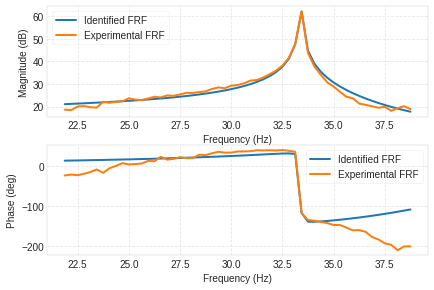 60
50
40
30
20
Magnitude (dB)
Identified FRF
Experimental FRF
22.5 25.0 27.5 30.0 32.5 35.0 37.5
Frequency (Hz)
0
−100
−200
Phase (deg)
Identified FRF
Experimental FRF
22.5 25.0 27.5 30.0 32.5 35.0 37.5
Frequency (Hz)